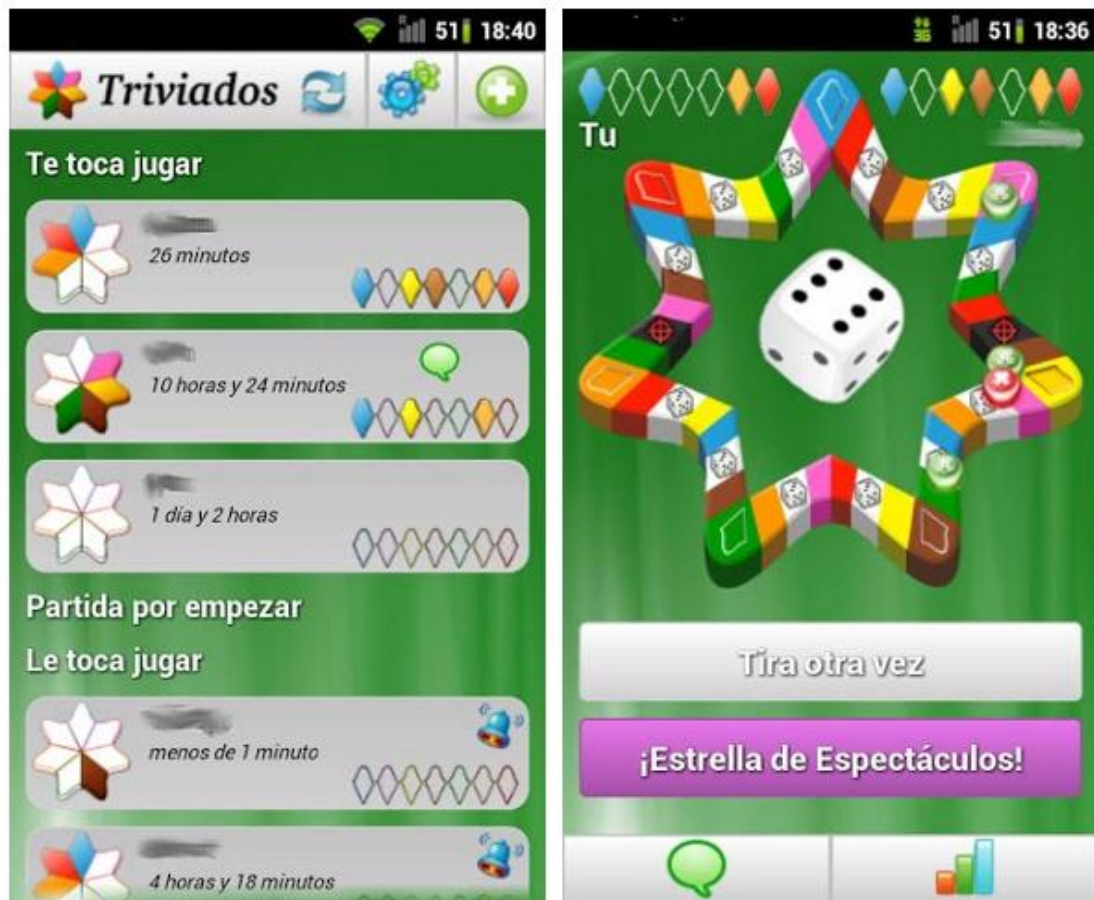 51 18:40
Triviados
Te toca jugar
26 minutos
10 horas y 24 minutos
1 día y 2 horas
Partida por empezar
Le toca jugar
menos de 1 minuto
4 horas y 18 minutos
3G 51 18:36
Tu
Tira otra vez
¡Estrella de Espectáculos!